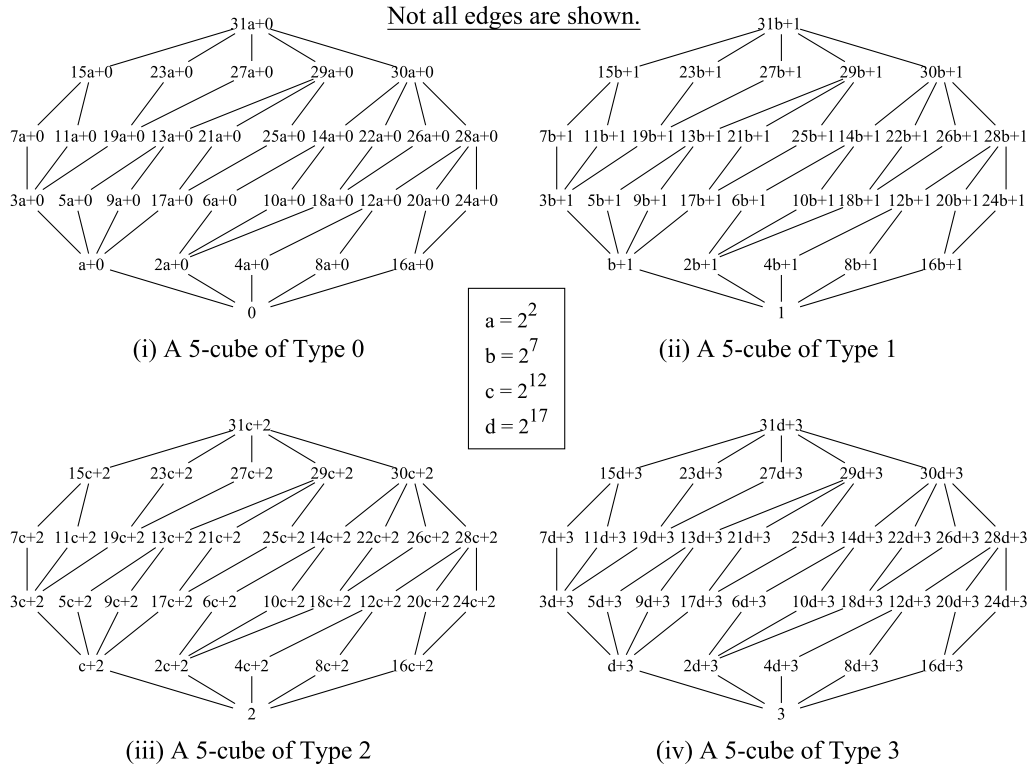 Not all edges are shown.
31a+0
15a+0 23a+0 27a+0 29a+0 30a+0
7a+0 11a+0 19a+0 13a+0 21a+0 25a+0 14a+0 22a+0 26a+0 28a+0
3a+0 5a+0 9a+0 17a+0 6a+0 10a+0 18a+0 12a+0 20a+0 24a+0
a+0 2a+0 4a+0 8a+0 16a+0
0
(i) A 5-cube of Type 0
31b+1
15b+1 23b+1 27b+1 29b+1 30b+1
7b+1 11b+1 19b+1 13b+1 21b+1 25b+1 14b+1 22b+1 26b+1 28b+1
3b+1 5b+1 9b+1 17b+1 6b+1 10b+1 18b+1 12b+1 20b+1 24b+1
b+1 2b+1 4b+1 8b+1 16b+1
1
(ii) A 5-cube of Type 1
a = 2^2
b = 2^7
c = 2^12
d = 2^17
31c+2
15c+2 23c+2 27c+2 29c+2 30c+2
7c+2 11c+2 19c+2 13c+2 21c+2 25c+2 14c+2 22c+2 26c+2 28c+2
3c+2 5c+2 9c+2 17c+2 6c+2 10c+2 18c+2 12c+2 20c+2 24c+2
c+2 2c+2 4c+2 8c+2 16c+2
2
(iii) A 5-cube of Type 2
31d+3
15d+3 23d+3 27d+3 29d+3 30d+3
7d+3 11d+3 19d+3 13d+3 21d+3 25d+3 14d+3 22d+3 26d+3 28d+3
3d+3 5d+3 9d+3 17d+3 6d+3 10d+3 18d+3 12d+3 20d+3 24d+3
d+3 2d+3 4d+3 8d+3 16d+3
3
(iv) A 5-cube of Type 3